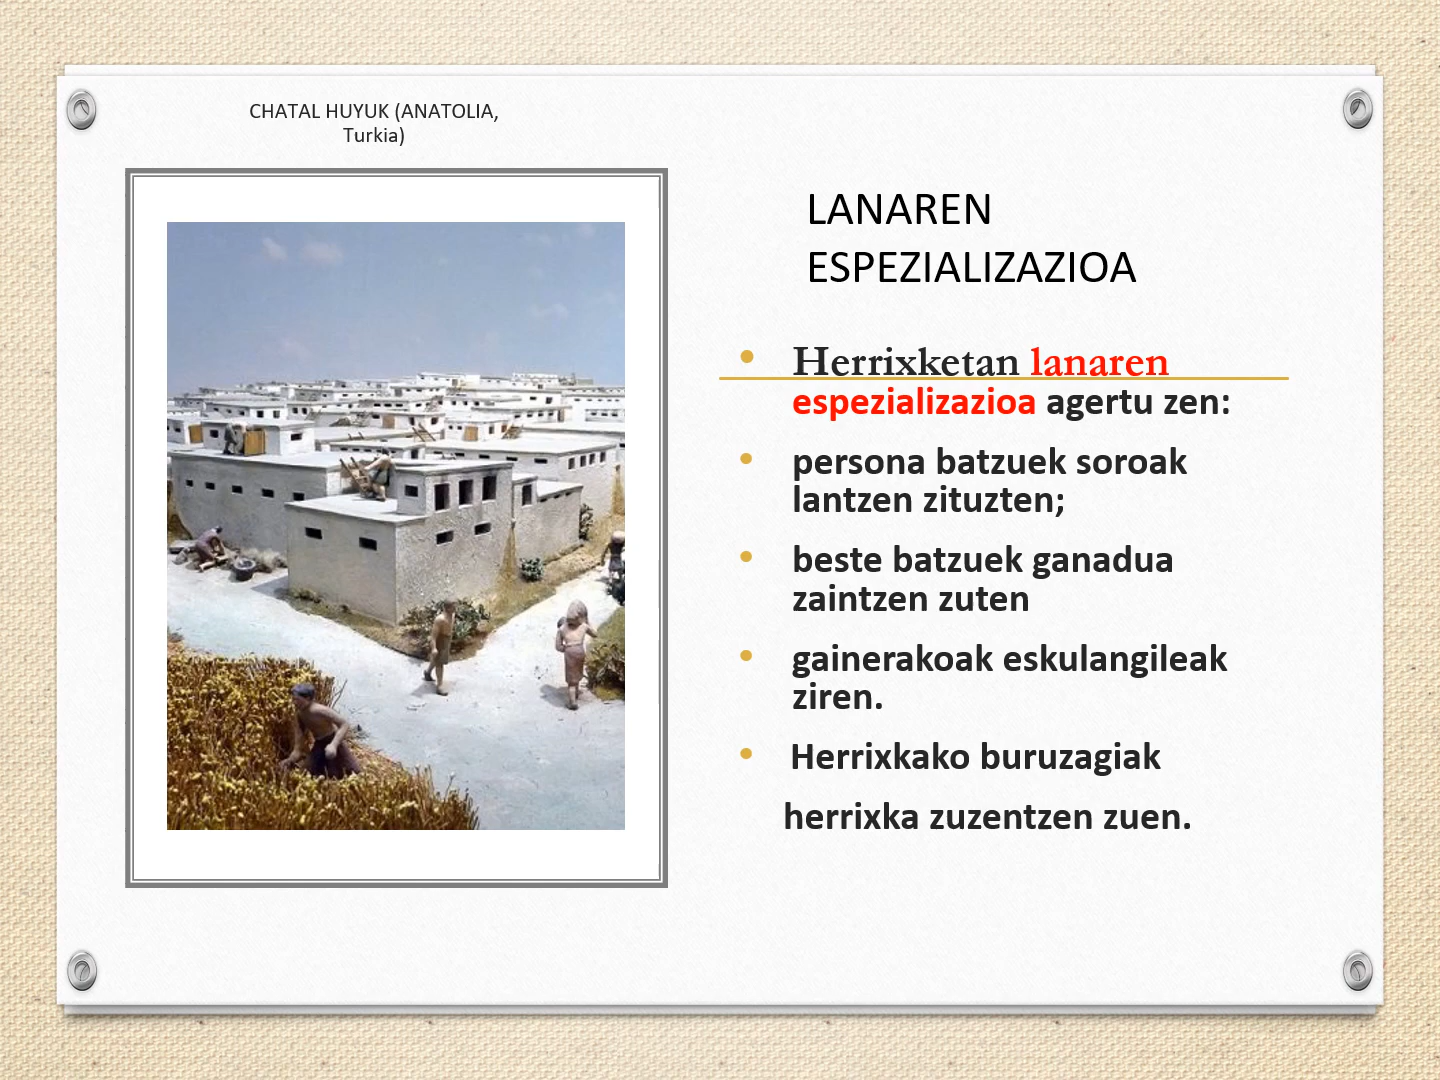 CHATAL HUYUK (ANATOLIA,
Turkia)
LANAREN
ESPEZIALIZAZIOA
• Herrixketan lanaren
espezializazioa agertu zen:
• persona batzuek soroak
lantzen zituzten;
• beste batzuek ganadua
zaintzen zuten
• gainerakoak eskulangileak
ziren.
• Herrixkako buruzagiak
herrixka zuzentzen zuen.